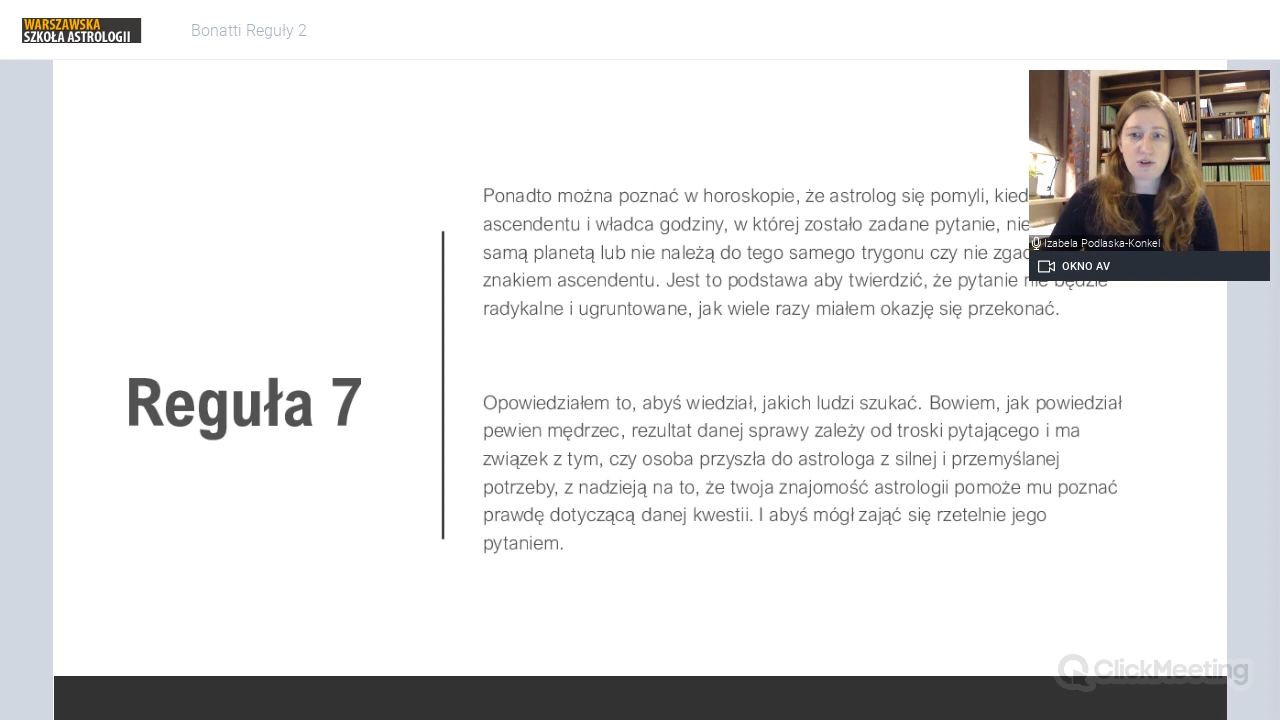 WARSZAWSKA
SZKOŁA ASTROLOGII
Bonatti Reguły 2
Ponadto można poznać w horoskopie, że astrolog się pomyli,
ascendentu i władca godziny, w której zostało zadane pytanie, nie
samą planetą lub nie należą do tego samego trygonu czy nie
znakiem ascendentu. Jest to podstawa aby twierdzić, że pytanie nie będzie
radykalne i ugruntowane, jak wiele razy miałem okazję się przekonać.
Izabela Podlaska-Konkel
OKNO AV
Reguła 7
Opowiedziałem to, abyś wiedział, jakich ludzi szukać. Bowiem, jak powiedział
pewien mędrzec, rezultat danej sprawy zależy od troski pytającego i ma
związek z tym, czy osoba przyszła do astrologa z silnej i przemyślanej
potrzeby, z nadzieją na to, że twoja znajomość astrologii pomoże mu poznać
prawdę dotyczącą danej kwestii. I abyś mógł zająć się rzetelnie jego
pytaniem.
ClickMeeting